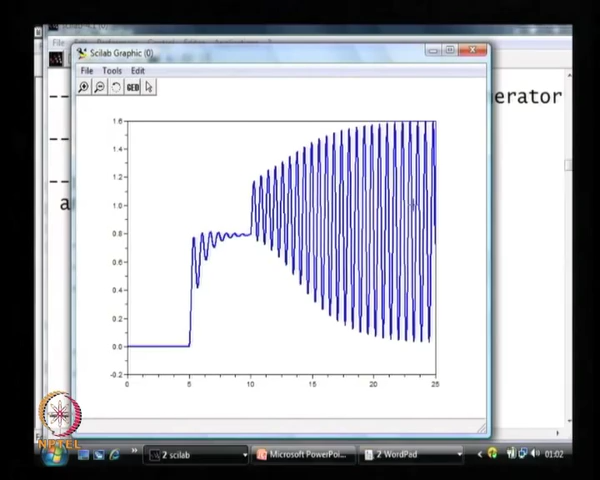 Scilab Graphic (0)
File Tools Edit
GED
erator
a
1.6
1.4
1.2
1.0
0.8
0.6
0.4
0.2
0.0
-0.2
0 5 10 15 20 25
NPTEL
2 scilab
Microsoft PowerPoi...
2 WordPad
01:02